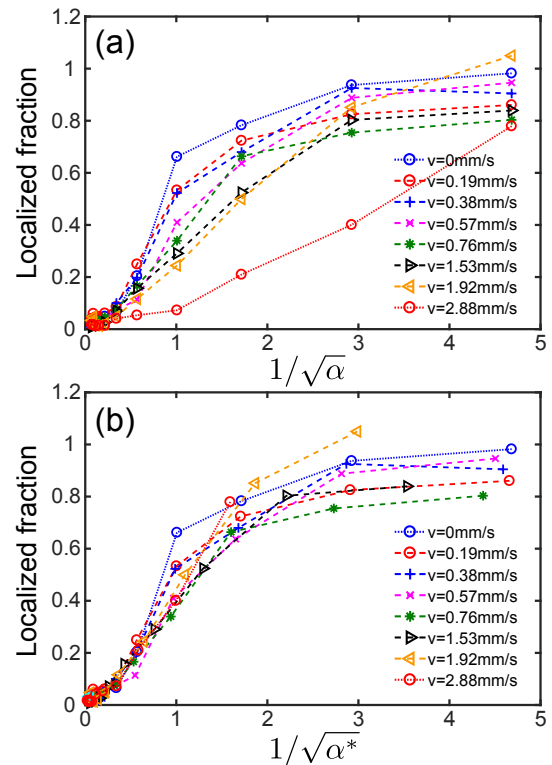 (a)
Localized fraction
1.2
1
0.8
0.6
0.4
0.2
0
0 1 2 3 4 5
1/√α
v=0mm/s
v=0.19mm/s
v=0.38mm/s
v=0.57mm/s
v=0.76mm/s
v=1.53mm/s
v=1.92mm/s
v=2.88mm/s
(b)
Localized fraction
1.2
1
0.8
0.6
0.4
0.2
0
0 1 2 3 4 5
1/√α*
v=0mm/s
v=0.19mm/s
v=0.38mm/s
v=0.57mm/s
v=0.76mm/s
v=1.53mm/s
v=1.92mm/s
v=2.88mm/s